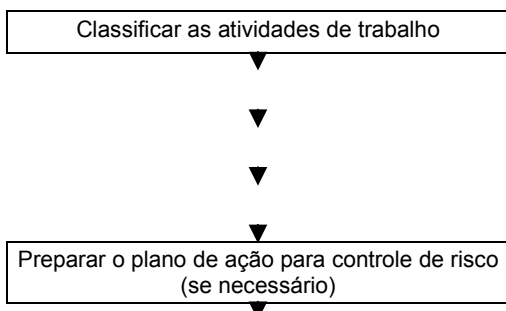 Classificar as atividades de trabalho
Preparar o plano de ação para controle de risco
(se necessário)